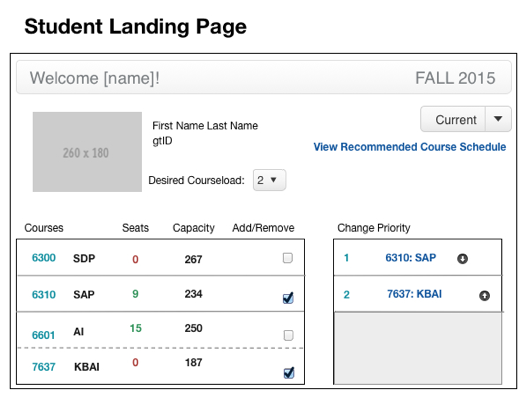 Student Landing Page
Welcome [name]! FALL 2015
Current
First Name Last Name
gtID
260 x 180
View Recommended Course Schedule
Desired Courseload: 2
Courses Seats Capacity Add/Remove Change Priority
6300 SDP 0 267
6310 SAP 9 234
6601 AI 15 250
7637 KBAI 0 187
1 6310: SAP
2 7637: KBAI